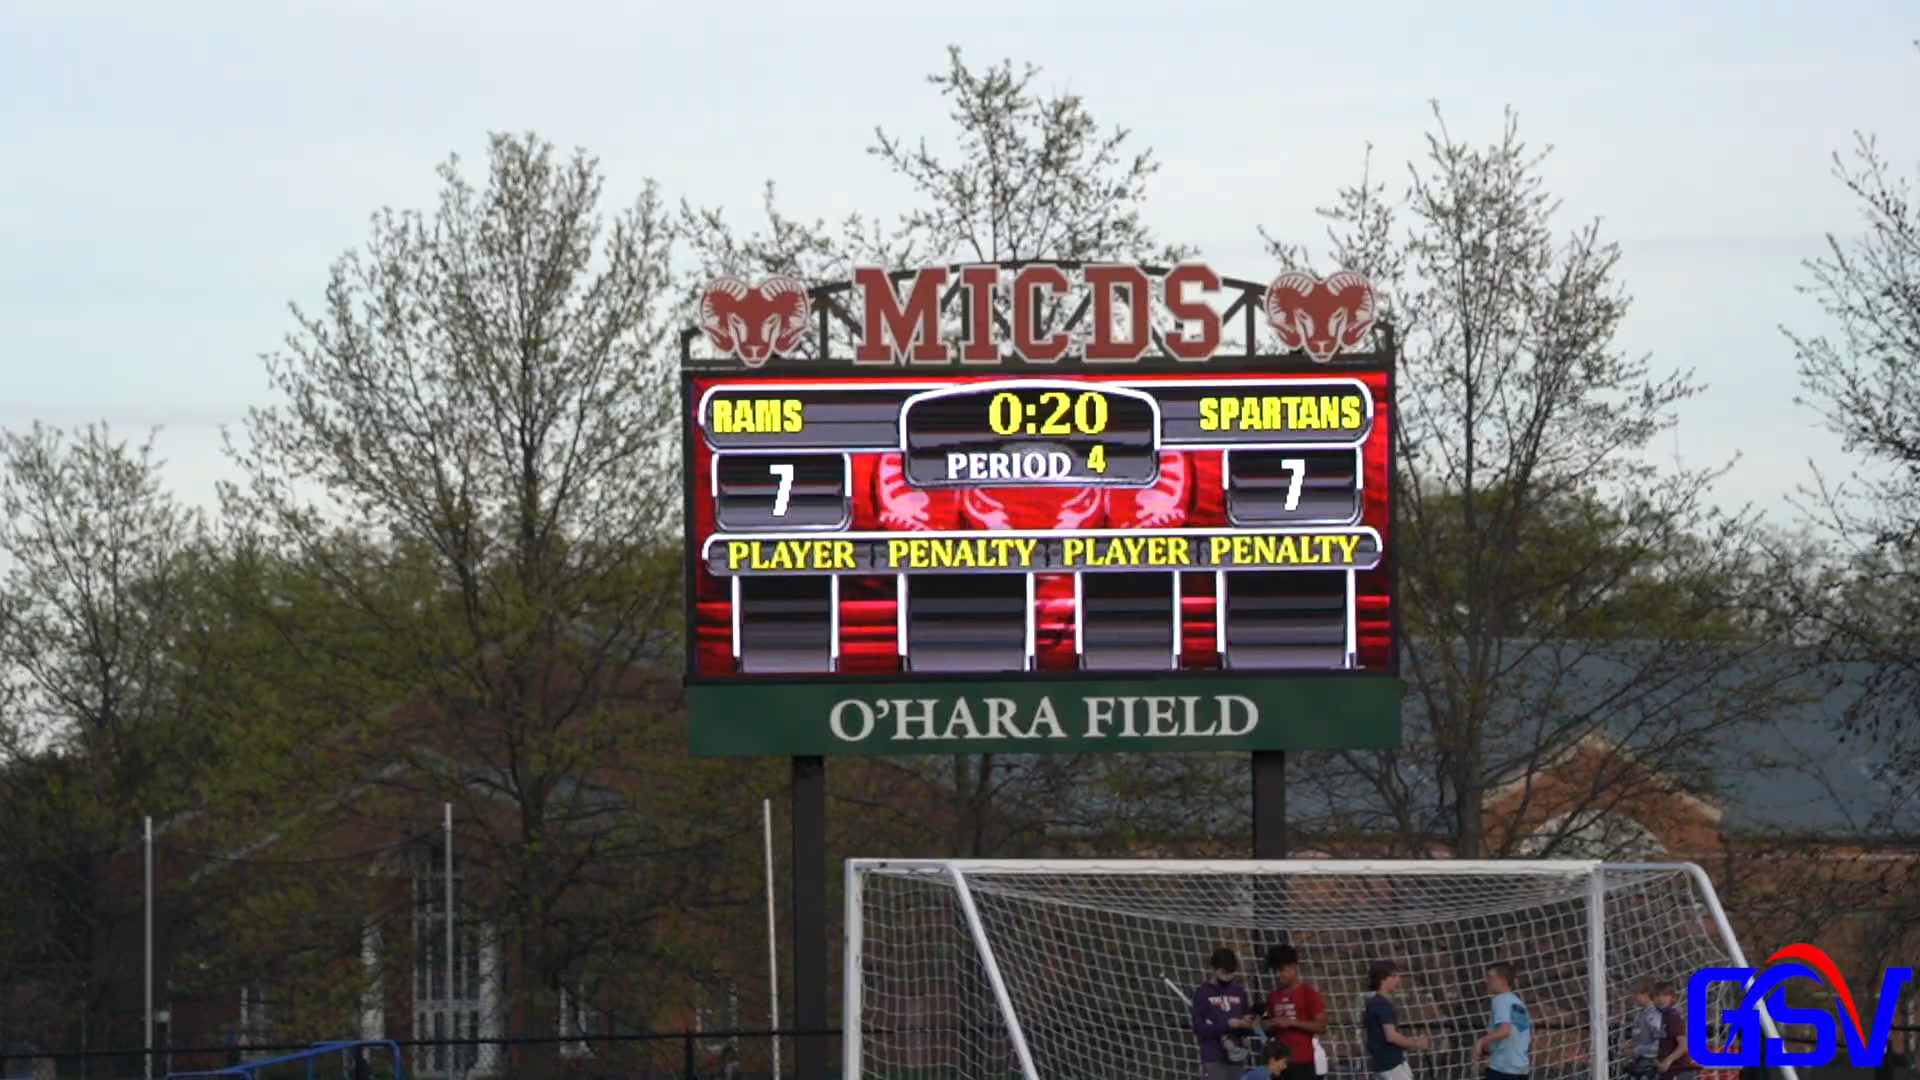 MICDS
RAMS 0:20 SPARTANS
7 PERIOD 4 7
PLAYER PENALTY PLAYER PENALTY
O'HARA FIELD
GSV